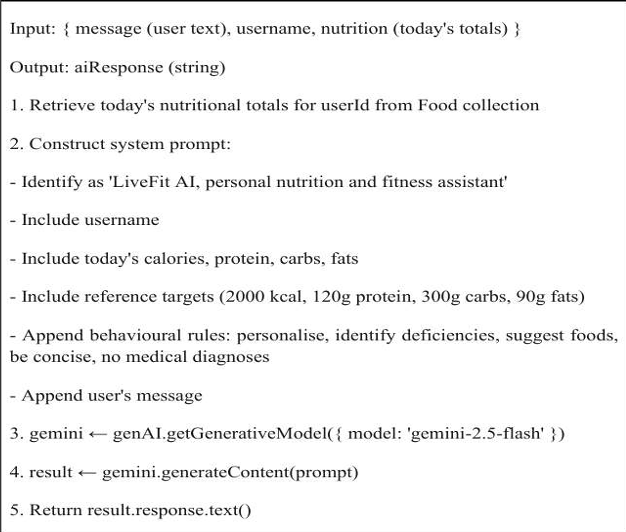 Input: { message (user text), username, nutrition (today's totals) }
Output: aiResponse (string)
1. Retrieve today's nutritional totals for userId from Food collection
2. Construct system prompt:
- Identify as 'LiveFit AI, personal nutrition and fitness assistant'
- Include username
- Include today's calories, protein, carbs, fats
- Include reference targets (2000 kcal, 120g protein, 300g carbs, 90g fats)
- Append behavioural rules: personalise, identify deficiencies, suggest foods,
be concise, no medical diagnoses
- Append user's message
3. gemini ← genAI.getGenerativeModel({ model: 'gemini-2.5-flash' })
4. result ← gemini.generateContent(prompt)
5. Return result.response.text()